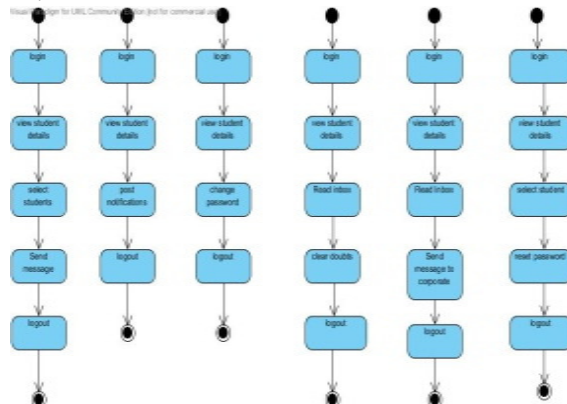 Visual Paradigm for UML Community Edition [not for commercial use]
login
view student
details
select
students
Send
message
logout
login
view student
details
post
notifications
logout
login
view student
details
change
password
logout
login
view student
details
Read inbox
clear doubts
logout
login
view student
details
Read Inbox
Send
message to
corporate
logout
login
view student
details
select student
reset password
logout